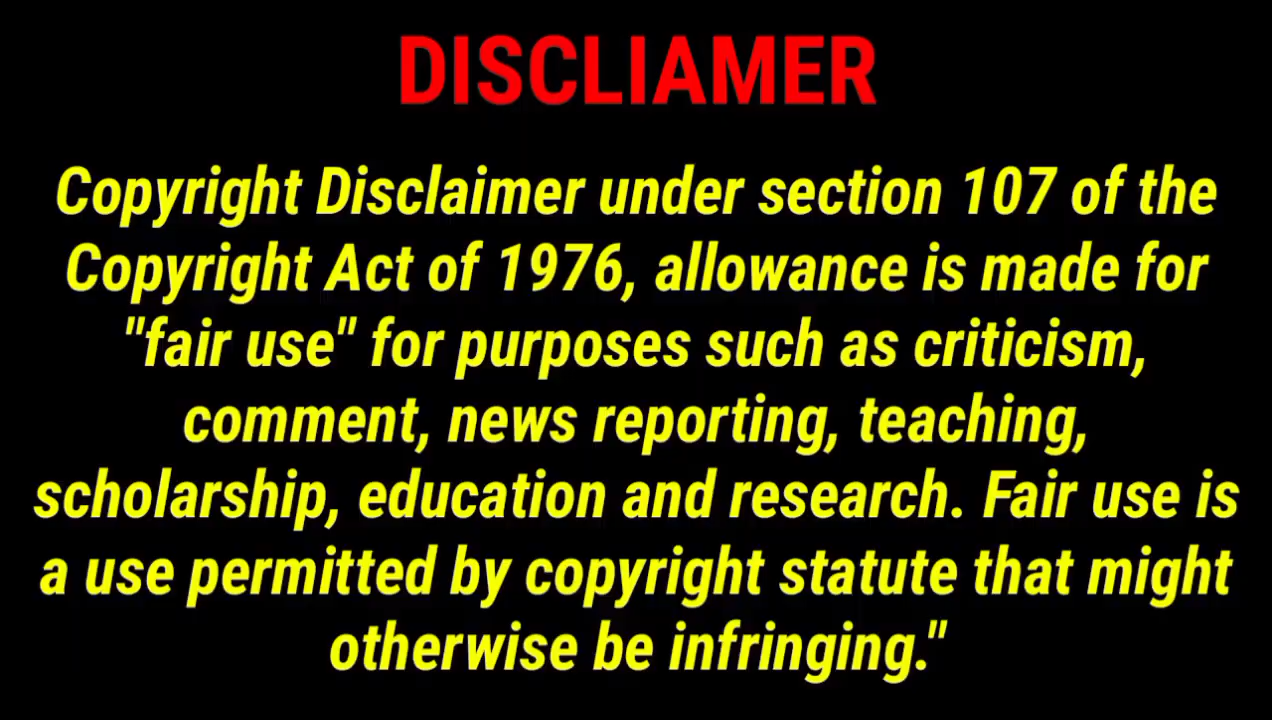 DISCLIAMER
Copyright Disclaimer under section 107 of the
Copyright Act of 1976, allowance is made for
"fair use" for purposes such as criticism,
comment, news reporting, teaching,
scholarship, education and research. Fair use is
a use permitted by copyright statute that might
otherwise be infringing."